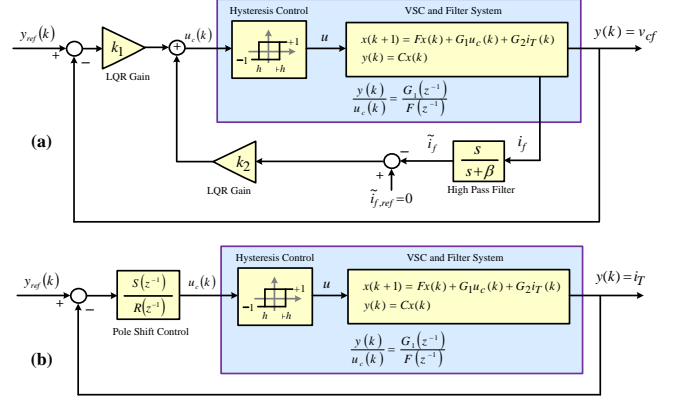 Hysteresis Control
VSC and Filter System
y_ref(k)
+
−
k₁
LQR Gain
+
u_c(k)
−1
+1
h
+h
u
x(k+1) = Fx(k) + G₁u_c(k) + G₂i_T(k)
y(k) = Cx(k)
y(k) = v_cf
y(k)/u_c(k) = G₁(z⁻¹)/F(z⁻¹)
(a)
k₂
LQR Gain
ĩ_f
−
+
ĩ_f,ref = 0
s/(s+β)
High Pass Filter
i_f
Hysteresis Control
VSC and Filter System
y_ref(k)
+
−
S(z⁻¹)/R(z⁻¹)
Pole Shift Control
u_c(k)
−1
+1
h
+h
u
x(k+1) = Fx(k) + G₁u_c(k) + G₂i_T(k)
y(k) = Cx(k)
y(k) = i_T
y(k)/u_c(k) = G₁(z⁻¹)/F(z⁻¹)
(b)